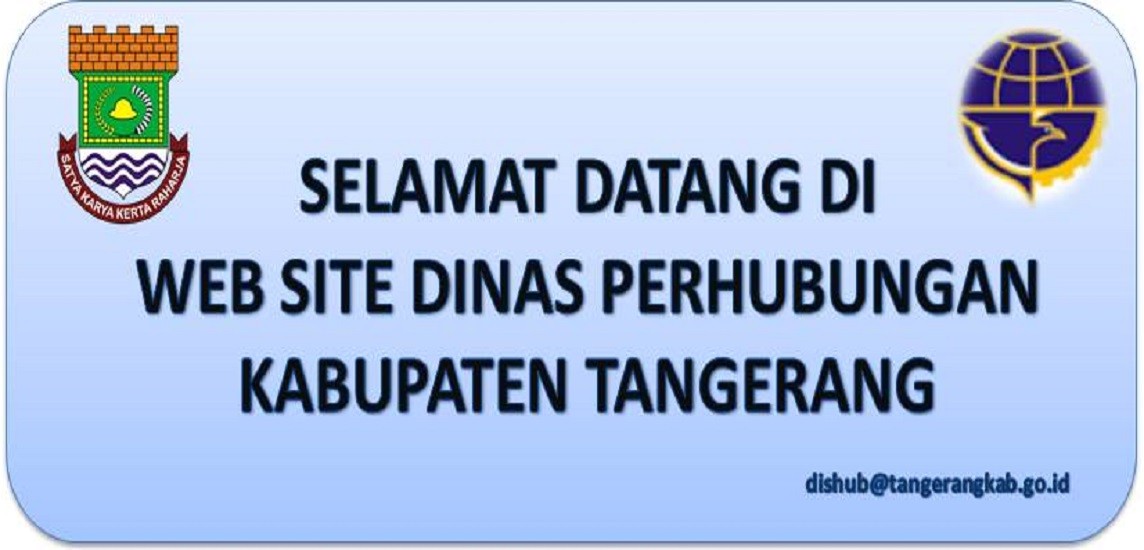 SATYA KARYA KERTA RAHARJA
SELAMAT DATANG DI
WEB SITE DINAS PERHUBUNGAN
KABUPATEN TANGERANG
dishub@tangerangkab.go.id